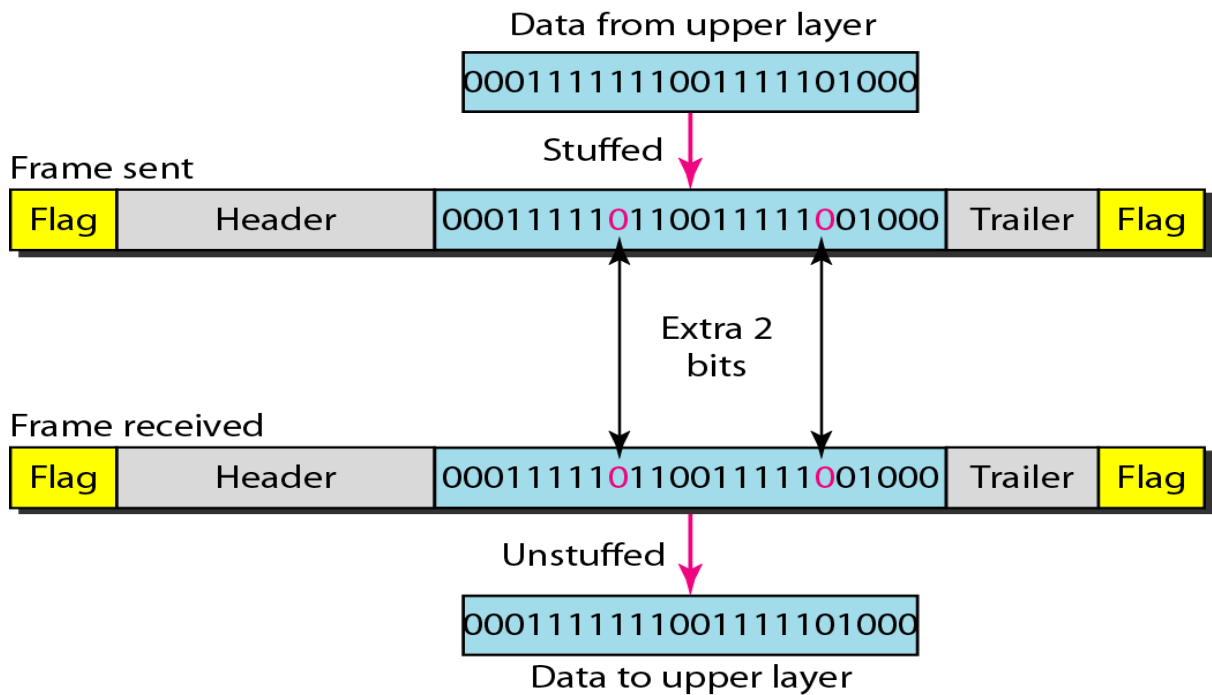 Data from upper layer
0001111111001111101000
Stuffed
Frame sent
Flag Header 000111110110011111001000 Trailer Flag
Extra 2
bits
Frame received
Flag Header 000111110110011111001000 Trailer Flag
Unstuffed
0001111111001111101000
Data to upper layer